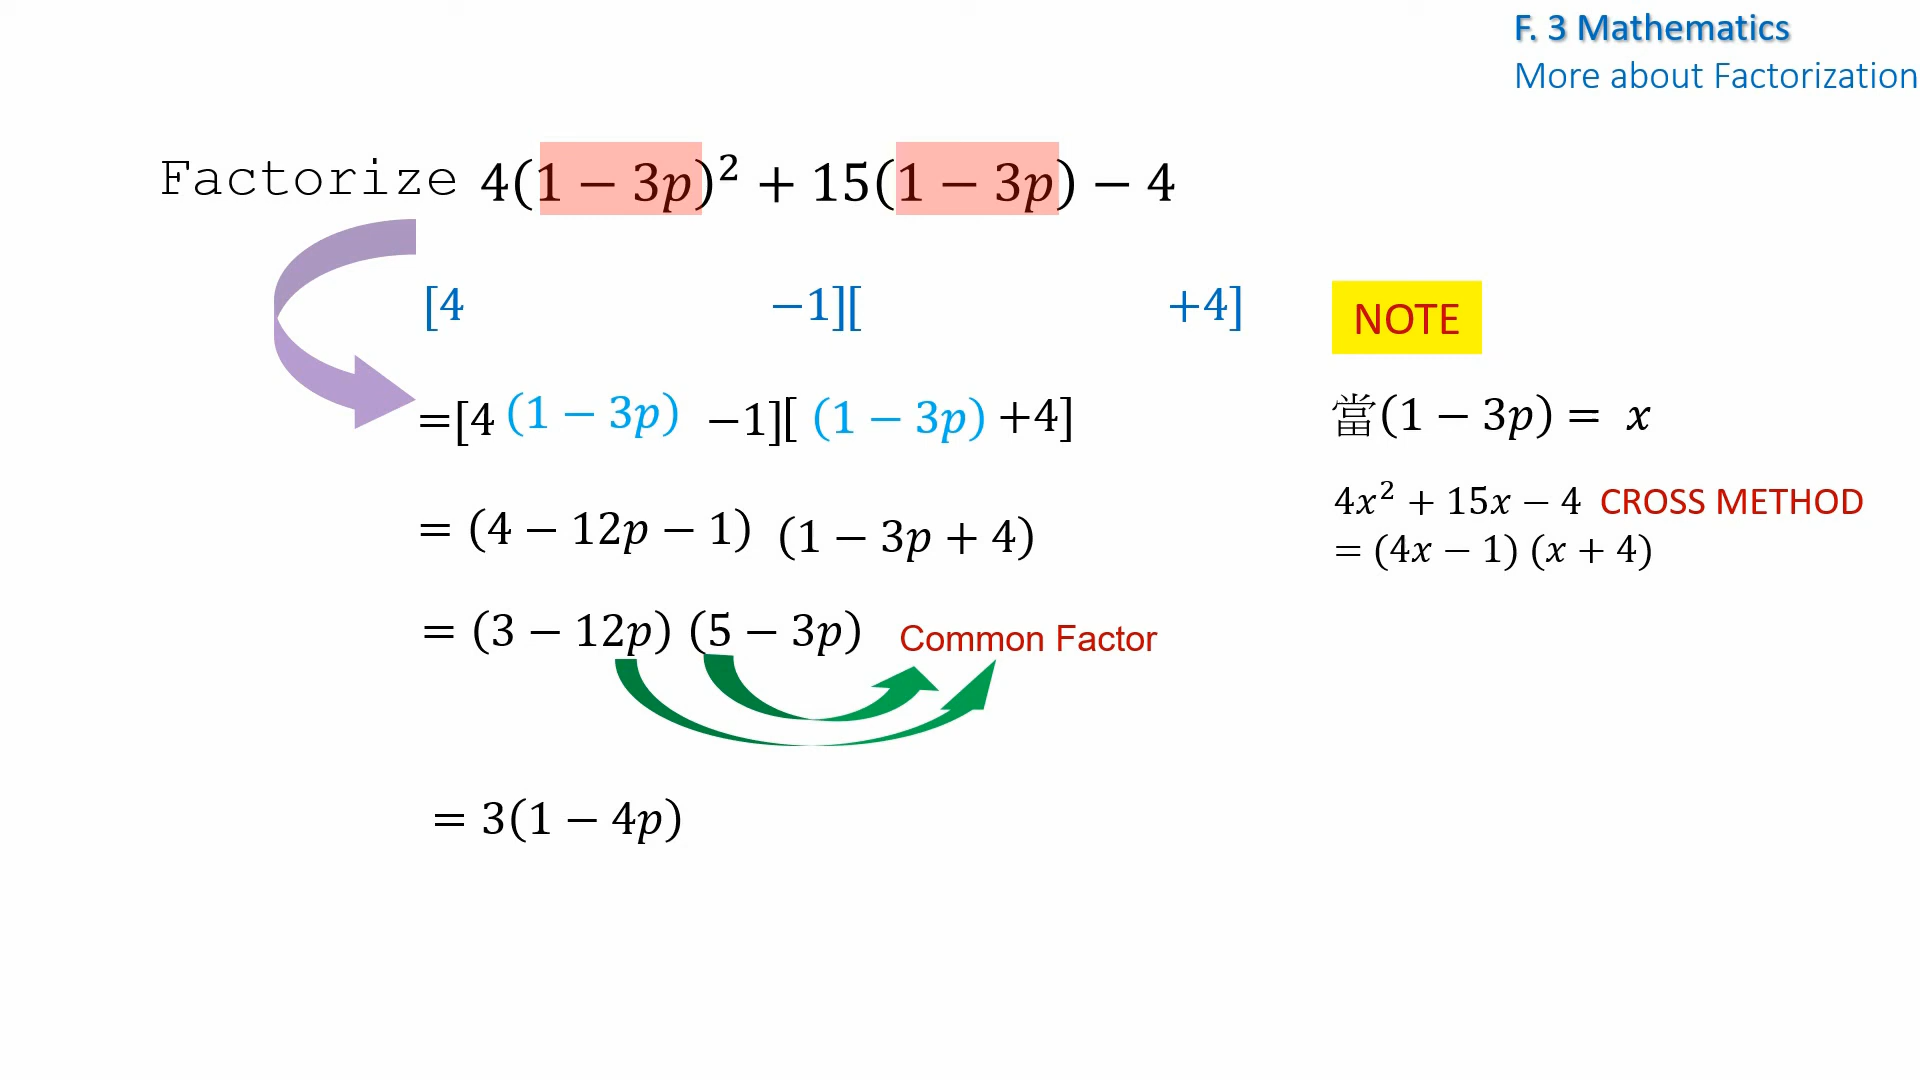 F. 3 Mathematics
More about Factorization
Factorize 4(1 − 3p)² + 15(1 − 3p) − 4
[4 −1][ +4]
=[4 (1 − 3p) −1][ (1 − 3p) +4]
= (4 − 12p − 1) (1 − 3p + 4)
= (3 − 12p) (5 − 3p) Common Factor
= 3(1 − 4p)
NOTE
當(1 − 3p) = x
4x² + 15x − 4 CROSS METHOD
= (4x − 1) (x + 4)